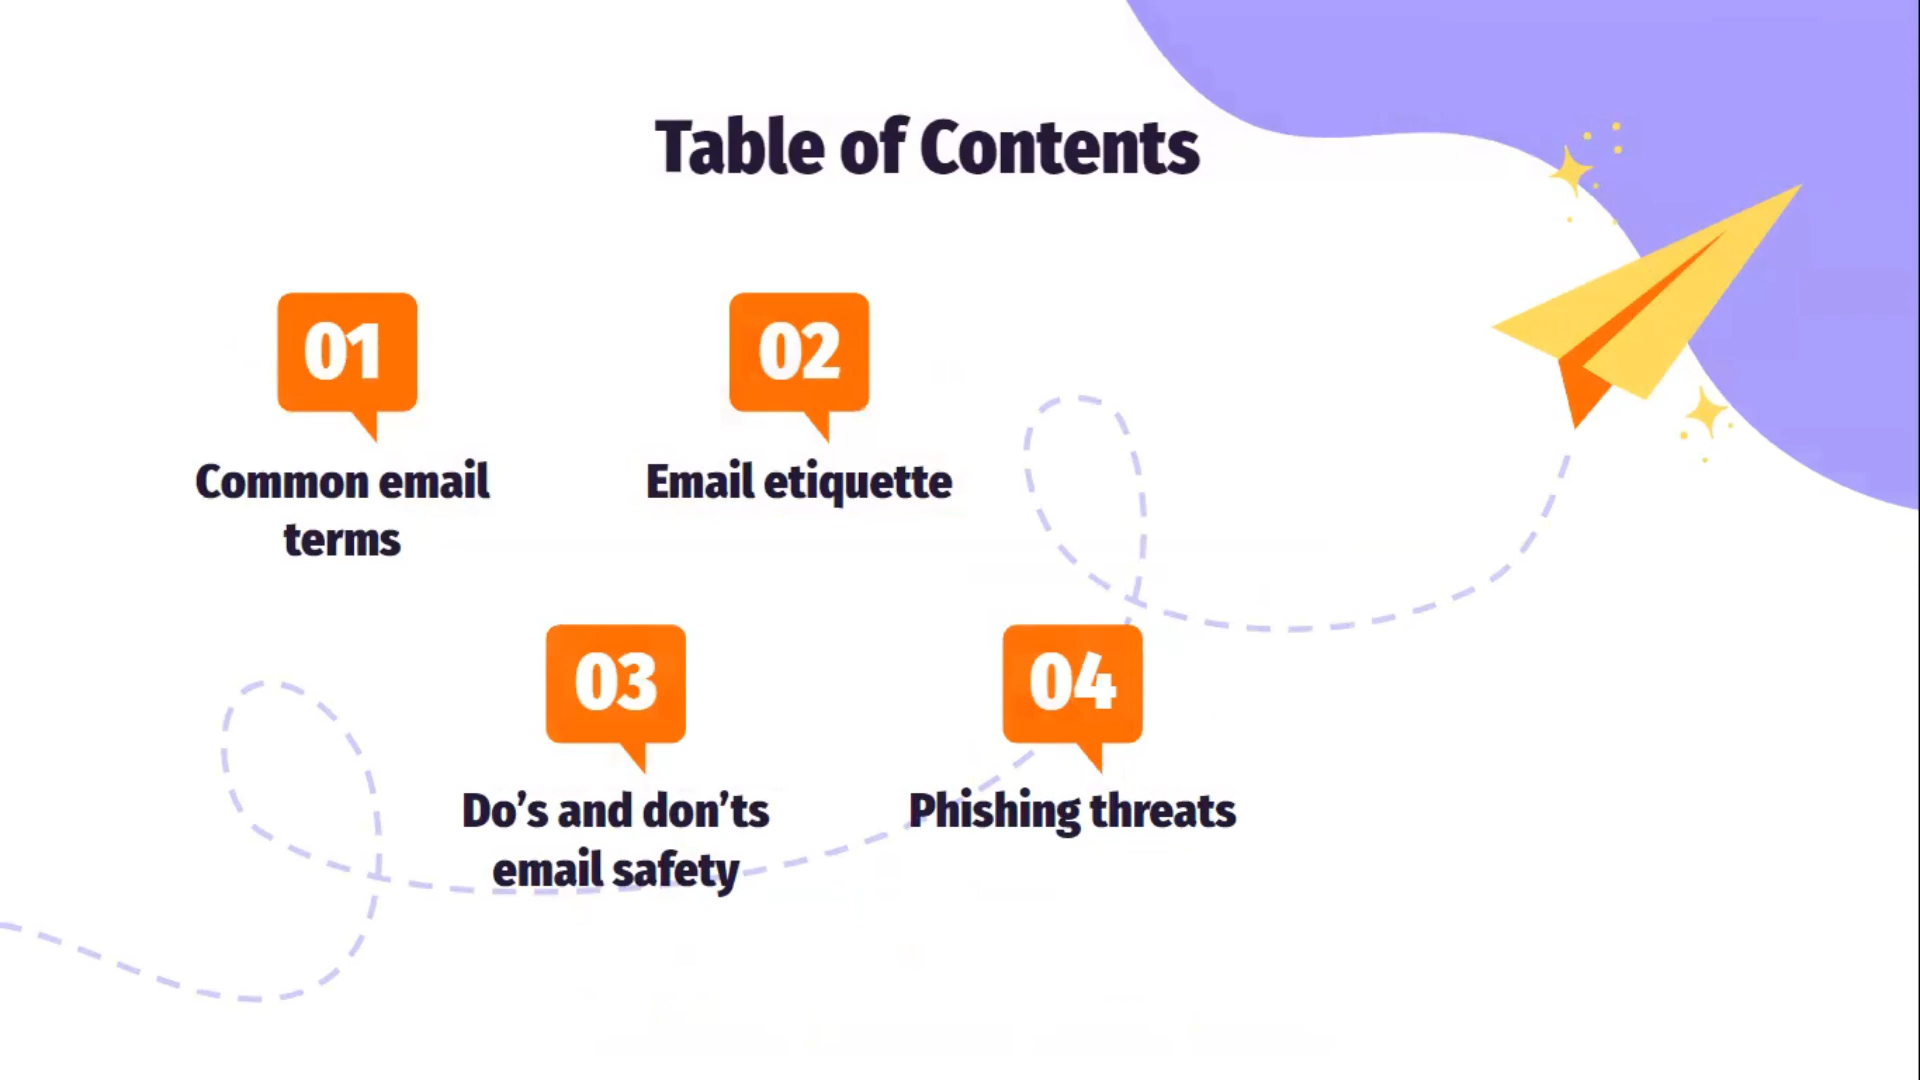 Table of Contents
01
Common email
terms
02
Email etiquette
03
Do’s and don’ts
email safety
04
Phishing threats